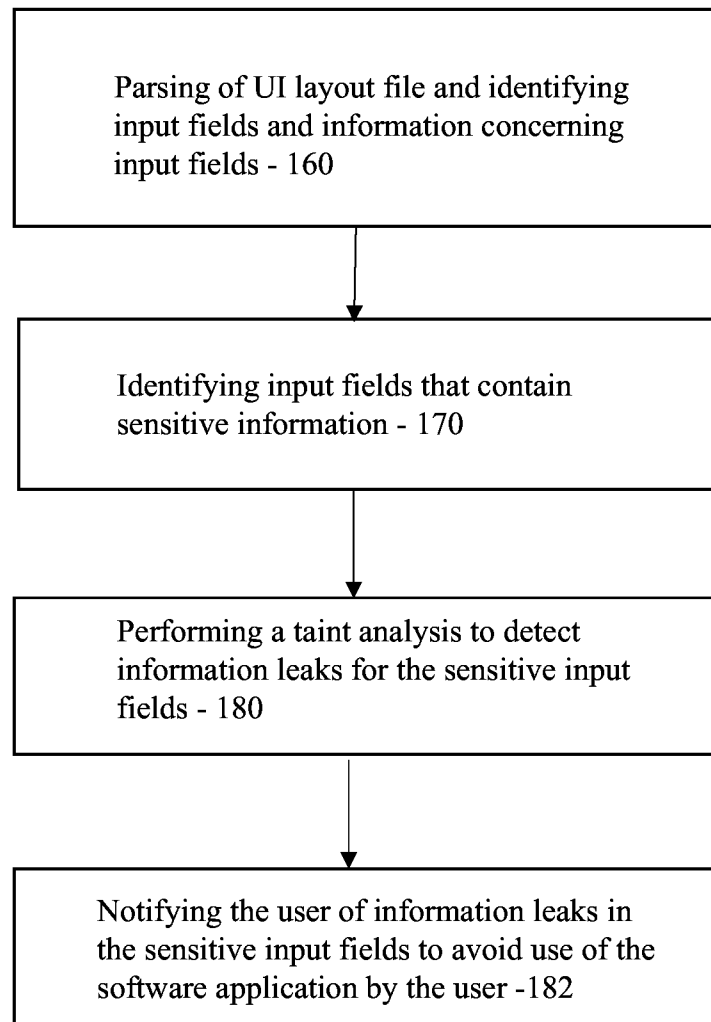 Parsing of UI layout file and identifying
input fields and information concerning
input fields - 160
Identifying input fields that contain
sensitive information - 170
Performing a taint analysis to detect
information leaks for the sensitive input
fields - 180
Notifying the user of information leaks in
the sensitive input fields to avoid use of the
software application by the user -182